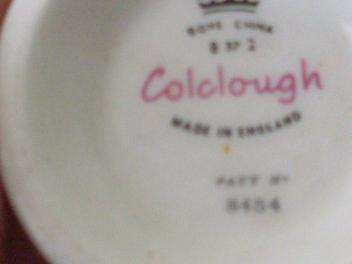 BONE CHINA
Colclough
MADE IN ENGLAND
PATT No
8454